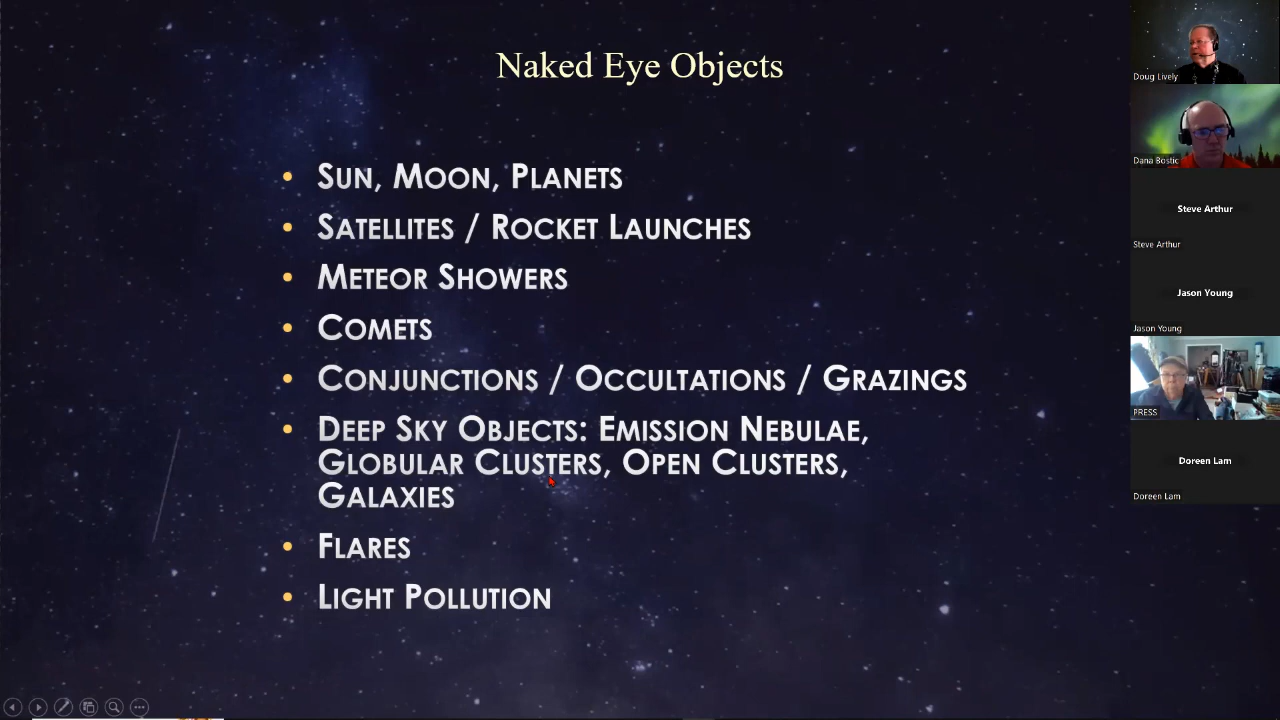 Naked Eye Objects
• Sun, Moon, Planets
• Satellites / Rocket Launches
• Meteor Showers
• Comets
• Conjunctions / Occultations / Grazings
• Deep Sky Objects: Emission Nebulae,
Globular Clusters, Open Clusters,
Galaxies
• Flares
• Light Pollution
Doug Lively
Dana Bostic
Steve Arthur
Steve Arthur
Jason Young
Jason Young
PRESS
Doreen Lam
Doreen Lam